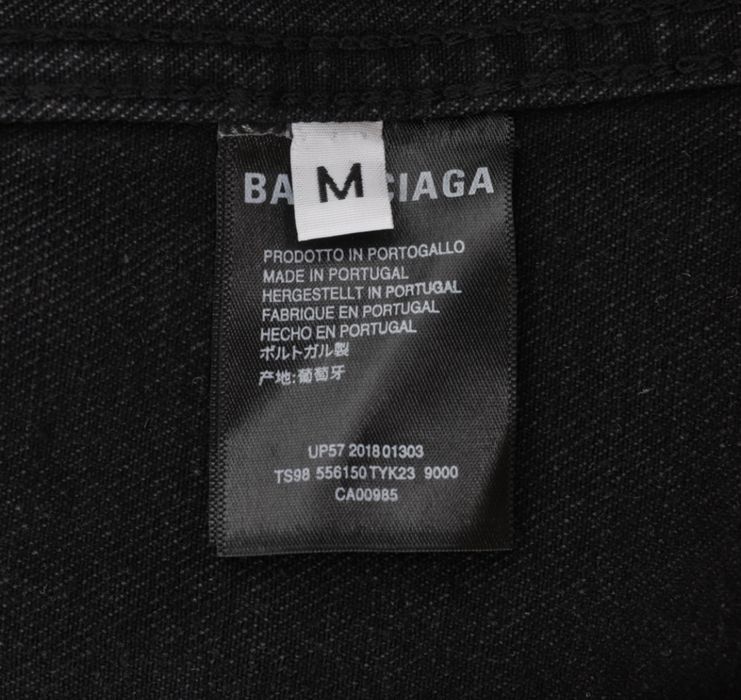 BA CIAGA
M
PRODOTTO IN PORTOGALLO
MADE IN PORTUGAL
HERGESTELLT IN PORTUGAL
FABRIQUE EN PORTUGAL
HECHO EN PORTUGAL
ポルトガル製
产地:葡萄牙
UP57 2018 01303
TS98 556150 TYK23 9000
CA00985